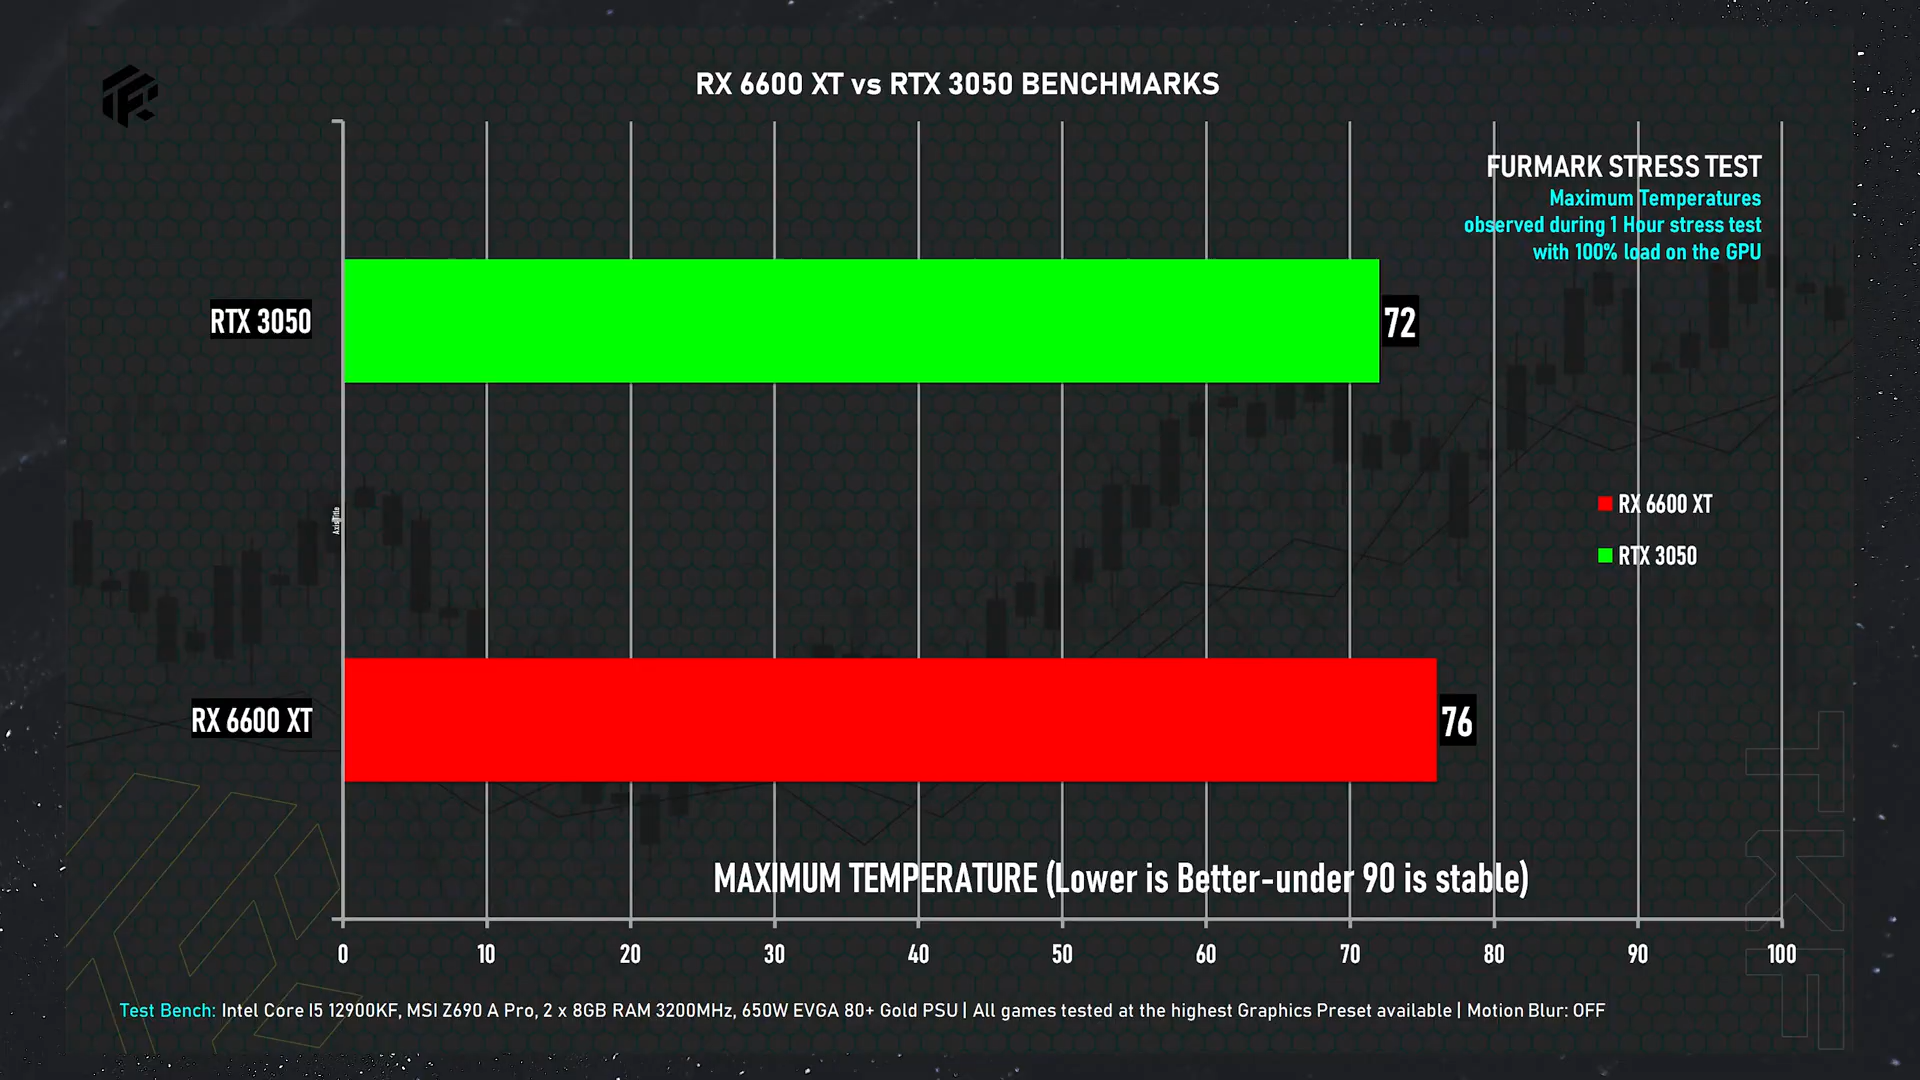 RX 6600 XT vs RTX 3050 BENCHMARKS
FURMARK STRESS TEST
Maximum Temperatures
observed during 1 Hour stress test
with 100% load on the GPU
RTX 3050
72
Axis Title
RX 6600 XT
RTX 3050
RX 6600 XT
76
MAXIMUM TEMPERATURE (Lower is Better-under 90 is stable)
0 10 20 30 40 50 60 70 80 90 100
Test Bench: Intel Core I5 12900KF, MSI Z690 A Pro, 2 x 8GB RAM 3200MHz, 650W EVGA 80+ Gold PSU | All games tested at the highest Graphics Preset available | Motion Blur: OFF